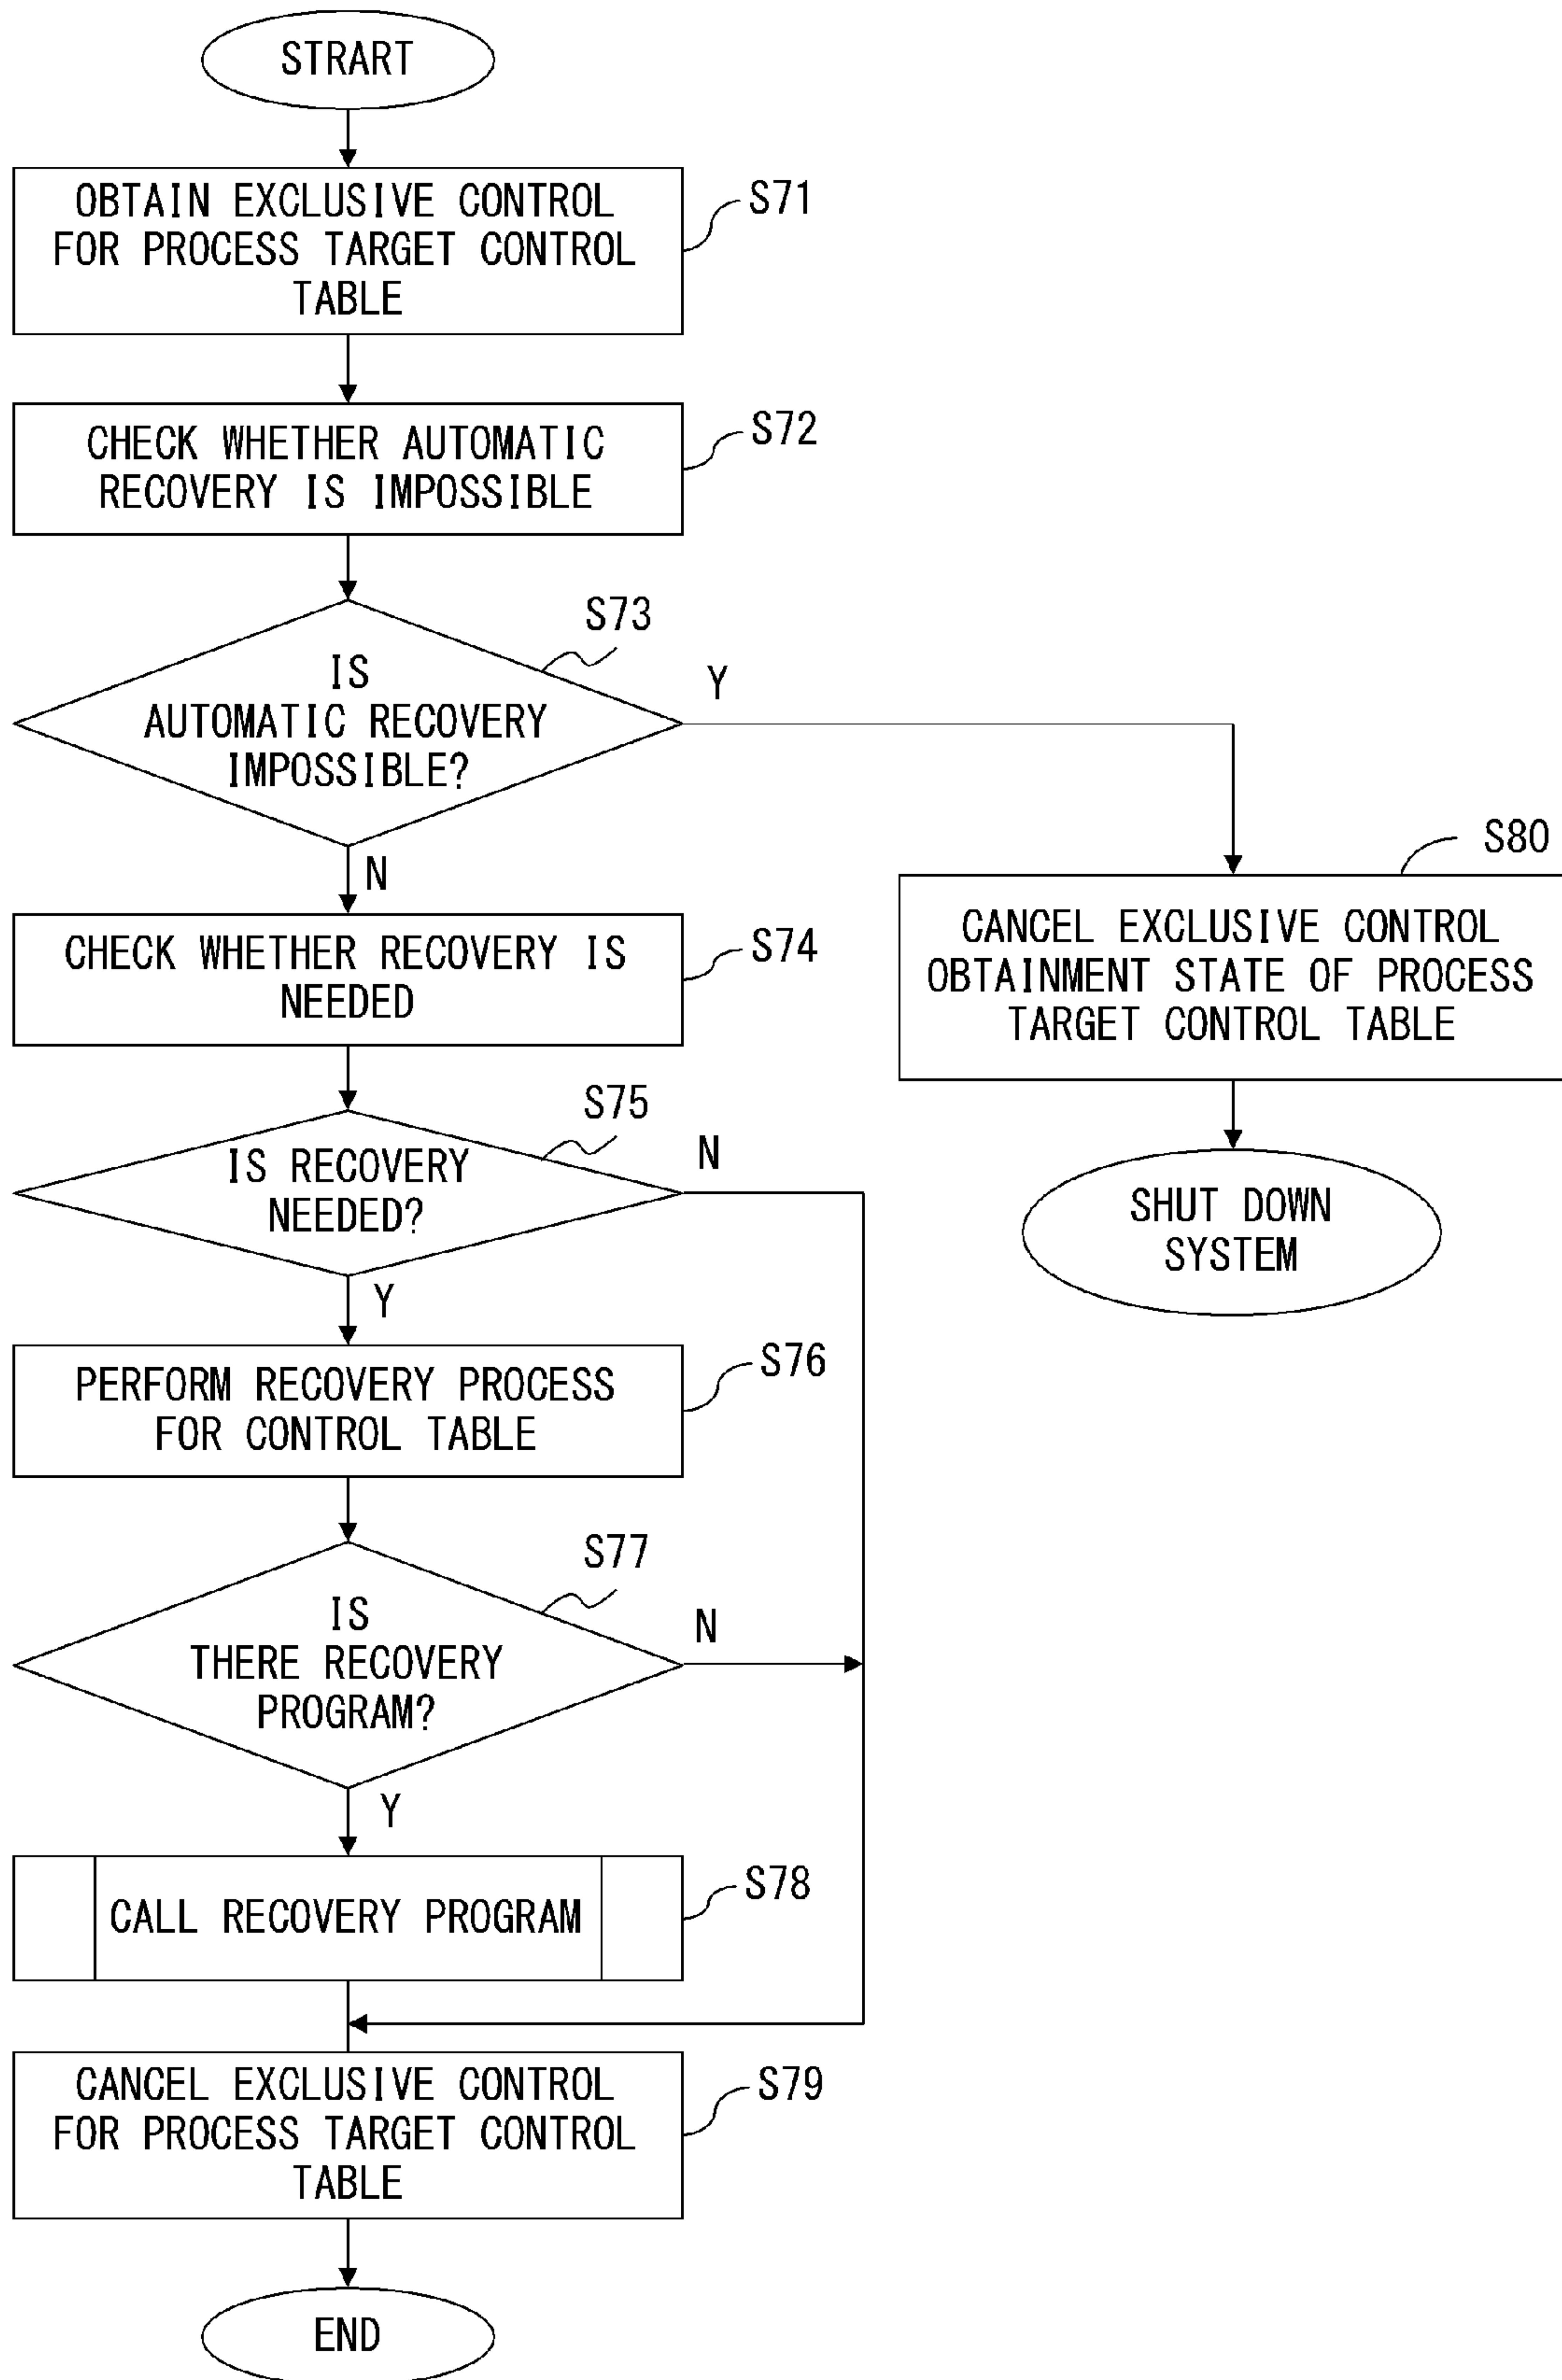 STRART
OBTAIN EXCLUSIVE CONTROL
FOR PROCESS TARGET CONTROL
TABLE
S71
CHECK WHETHER AUTOMATIC
RECOVERY IS IMPOSSIBLE
S72
S73
IS
AUTOMATIC RECOVERY
IMPOSSIBLE?
Y
N
S80
CANCEL EXCLUSIVE CONTROL
OBTAINMENT STATE OF PROCESS
TARGET CONTROL TABLE
SHUT DOWN
SYSTEM
CHECK WHETHER RECOVERY IS
NEEDED
S74
S75
IS RECOVERY
NEEDED?
N
Y
PERFORM RECOVERY PROCESS
FOR CONTROL TABLE
S76
S77
IS
THERE RECOVERY
PROGRAM?
N
Y
CALL RECOVERY PROGRAM
S78
CANCEL EXCLUSIVE CONTROL
FOR PROCESS TARGET CONTROL
TABLE
S79
END